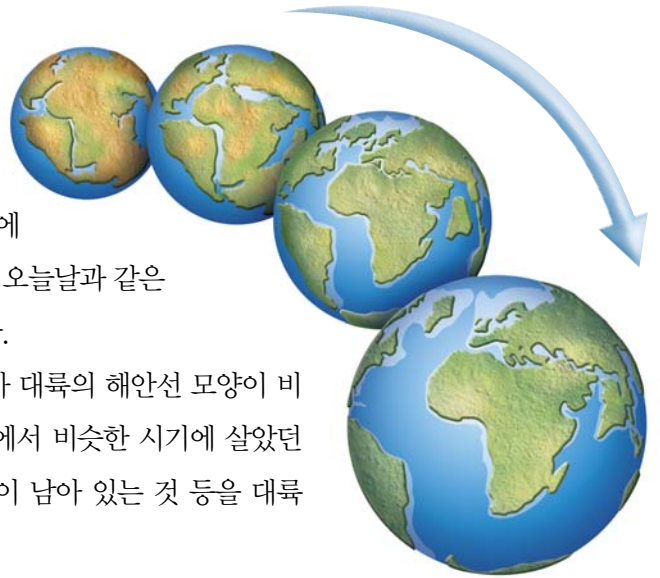 에
오늘날과 같은
대륙의 해안선 모양이 비
에서 비슷한 시기에 살았던
이 남아 있는 것 등을 대륙